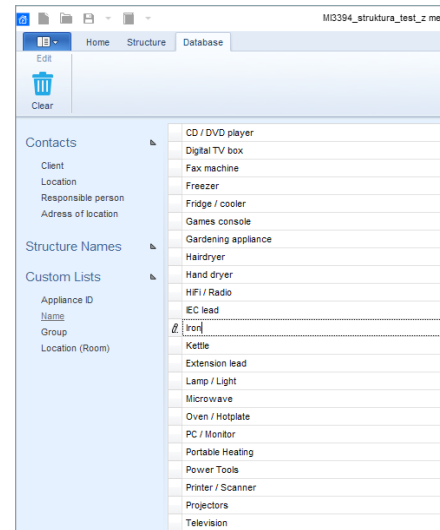 MI3394_struktura_test_z me
Home Structure Database
Edit
Clear
Contacts
Client
Location
Responsible person
Adress of location
Structure Names
Custom Lists
Appliance ID
Name
Group
Location (Room)
CD / DVD player
Digital TV box
Fax machine
Freezer
Fridge / cooler
Games console
Gardening appliance
Hairdryer
Hand dryer
HiFi / Radio
IEC lead
Iron
Kettle
Extension lead
Lamp / Light
Microwave
Oven / Hotplate
PC / Monitor
Portable Heating
Power Tools
Printer / Scanner
Projectors
Television